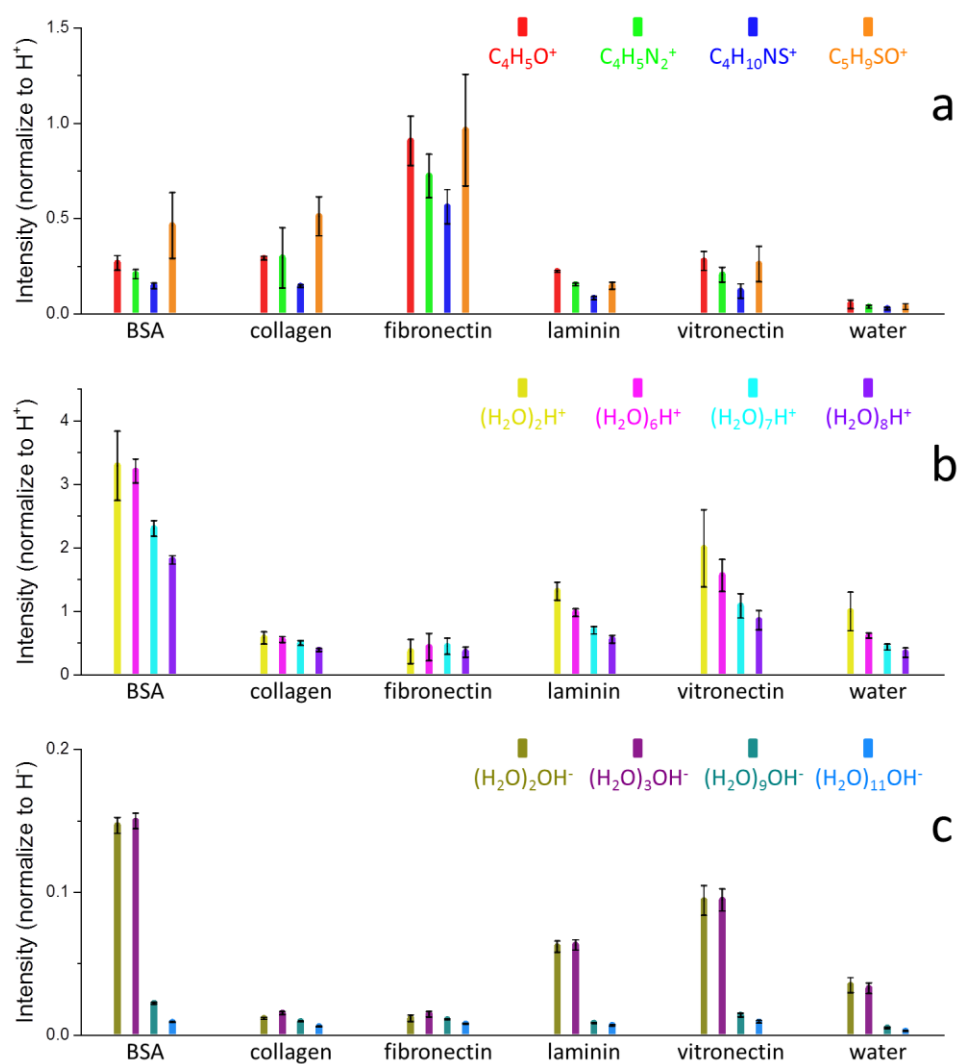 1.5
C₄H₅O⁺ C₄H₅N₂⁺ C₄H₁₀NS⁺ C₅H₉SO⁺
a
1.0
0.5
0.0
Intensity (normalize to H⁺)
BSA collagen fibronectin laminin vitronectin water
(H₂O)₂H⁺ (H₂O)₆H⁺ (H₂O)₇H⁺ (H₂O)₈H⁺
b
4
3
2
1
0
Intensity (normalize to H⁺)
BSA collagen fibronectin laminin vitronectin water
0.2
(H₂O)₂OH⁻ (H₂O)₃OH⁻ (H₂O)₉OH⁻ (H₂O)₁₁OH⁻
c
0.1
0.0
Intensity (normalize to H⁻)
BSA collagen fibronectin laminin vitronectin water